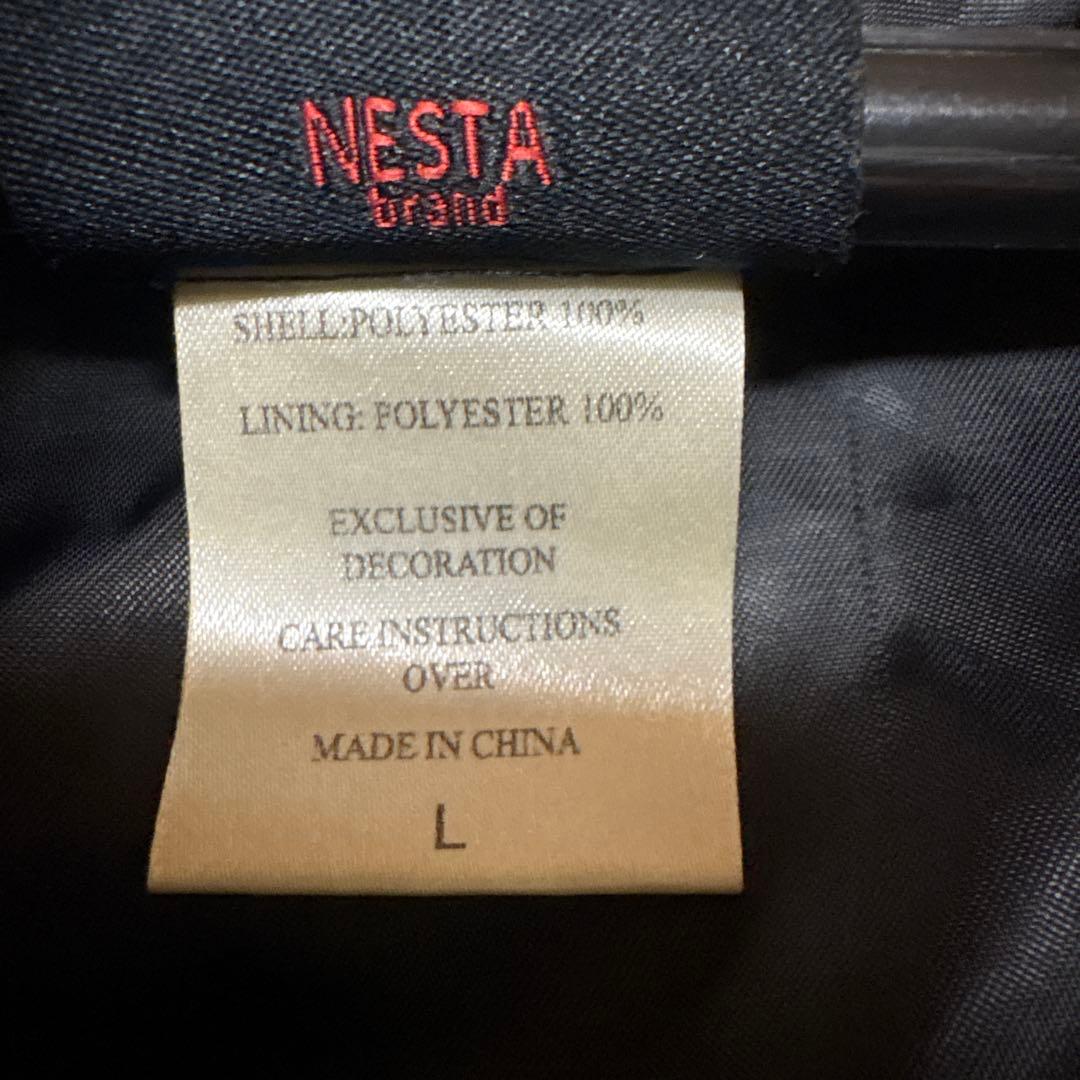 NESTA
brand
SHELL:POLYESTER 100%
LINING: POLYESTER 100%
EXCLUSIVE OF
DECORATION
CARE INSTRUCTIONS
OVER
MADE IN CHINA
L